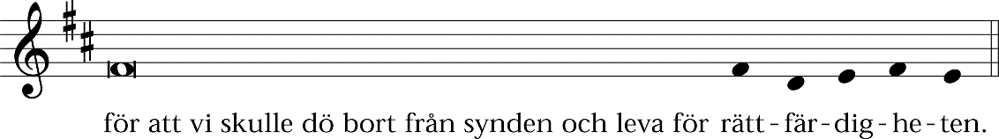 för att vi skulle dö bort från synden och leva för rätt-fär-dig-he-ten.